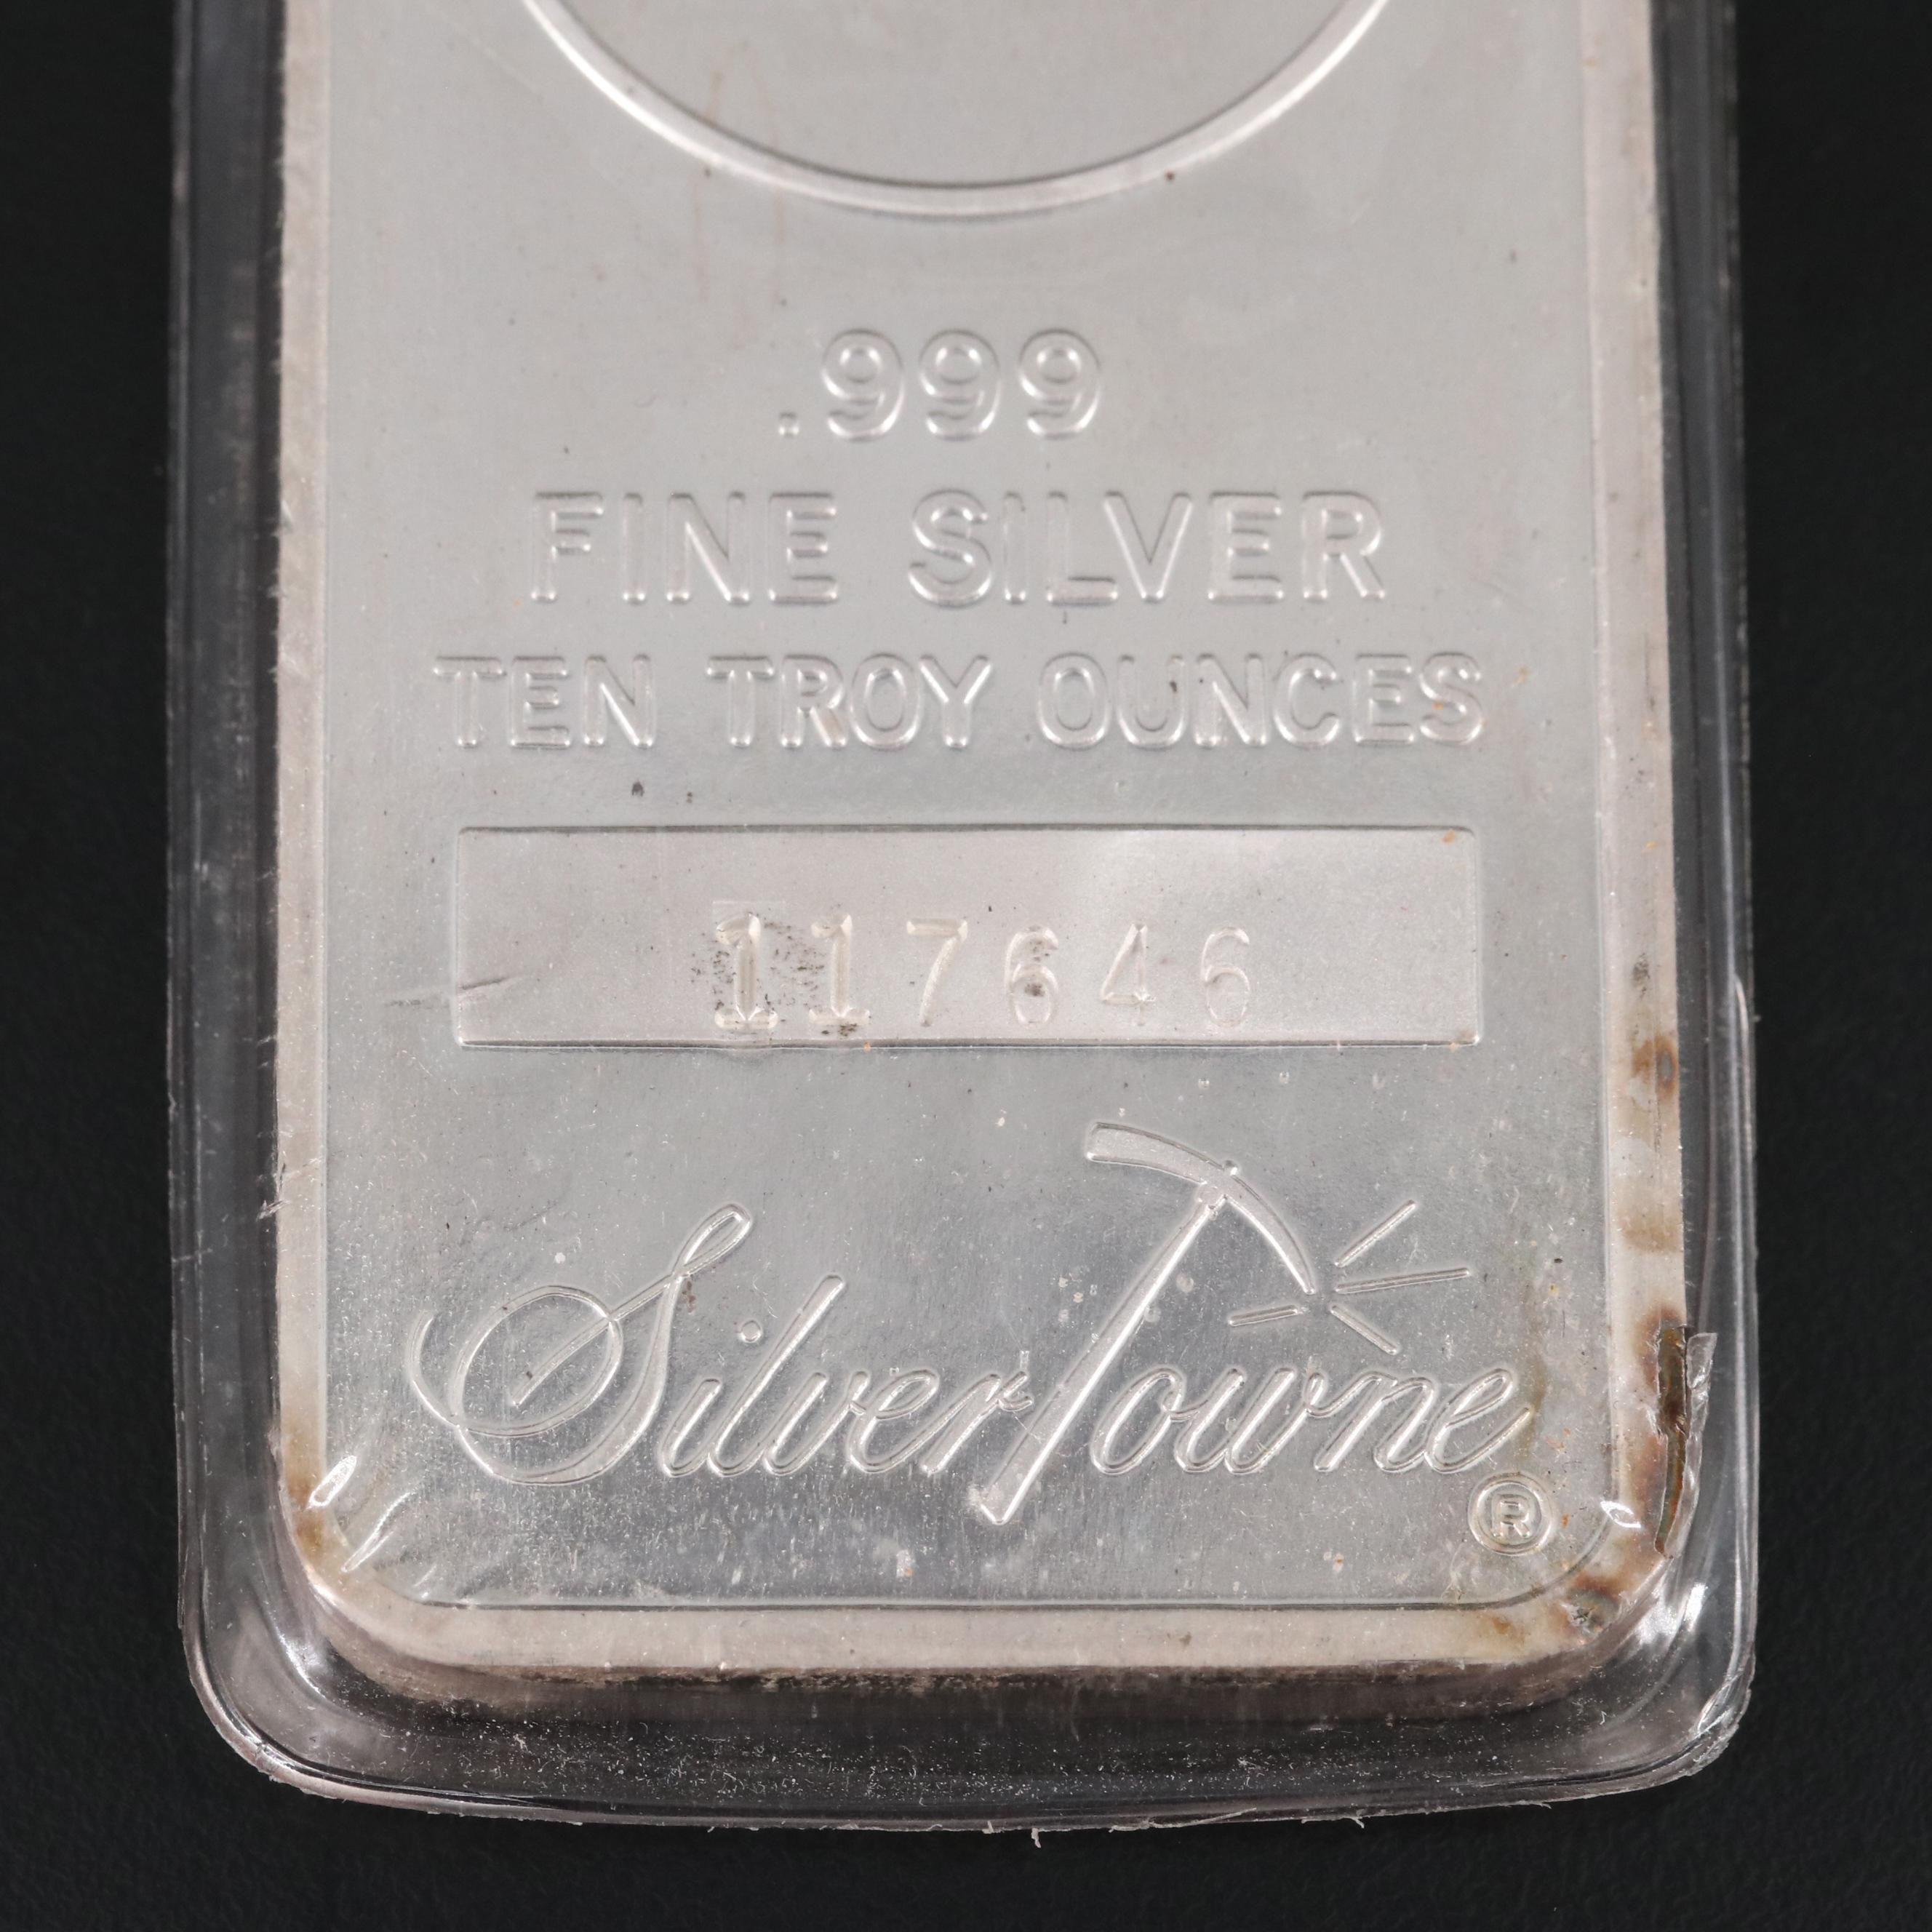 .999
FINE SILVER
TEN TROY OUNCES
117646
SilverTowne
®